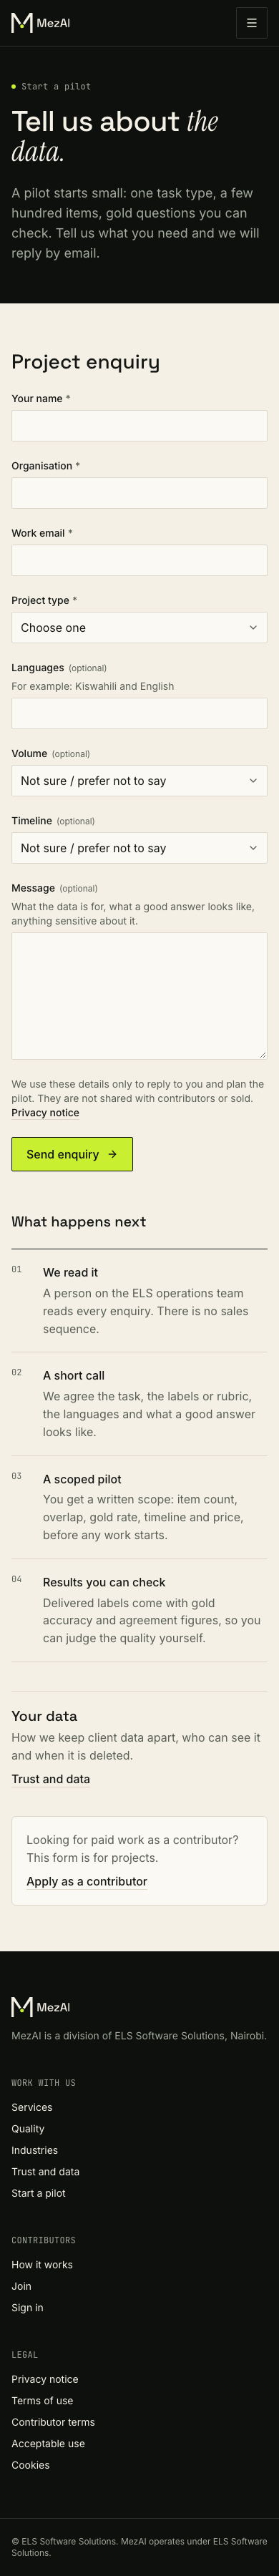 MezAI
Start a pilot
Tell us about the
data.
A pilot starts small: one task type, a few
hundred items, gold questions you can
check. Tell us what you need and we will
reply by email.
Project enquiry
Your name *
Organisation *
Work email *
Project type *
Choose one
Languages (optional)
For example: Kiswahili and English
Volume (optional)
Not sure / prefer not to say
Timeline (optional)
Not sure / prefer not to say
Message (optional)
What the data is for, what a good answer looks like,
anything sensitive about it.
We use these details only to reply to you and plan the
pilot. They are not shared with contributors or sold.
Privacy notice
Send enquiry →
What happens next
01 We read it
A person on the ELS operations team
reads every enquiry. There is no sales
sequence.
02 A short call
We agree the task, the labels or rubric,
the languages and what a good answer
looks like.
03 A scoped pilot
You get a written scope: item count,
overlap, gold rate, timeline and price,
before any work starts.
04 Results you can check
Delivered labels come with gold
accuracy and agreement figures, so you
can judge the quality yourself.
Your data
How we keep client data apart, who can see it
and when it is deleted.
Trust and data
Looking for paid work as a contributor?
This form is for projects.
Apply as a contributor
MezAI
MezAI is a division of ELS Software Solutions, Nairobi.
WORK WITH US
Services
Quality
Industries
Trust and data
Start a pilot
CONTRIBUTORS
How it works
Join
Sign in
LEGAL
Privacy notice
Terms of use
Contributor terms
Acceptable use
Cookies
© ELS Software Solutions. MezAI operates under ELS Software
Solutions.